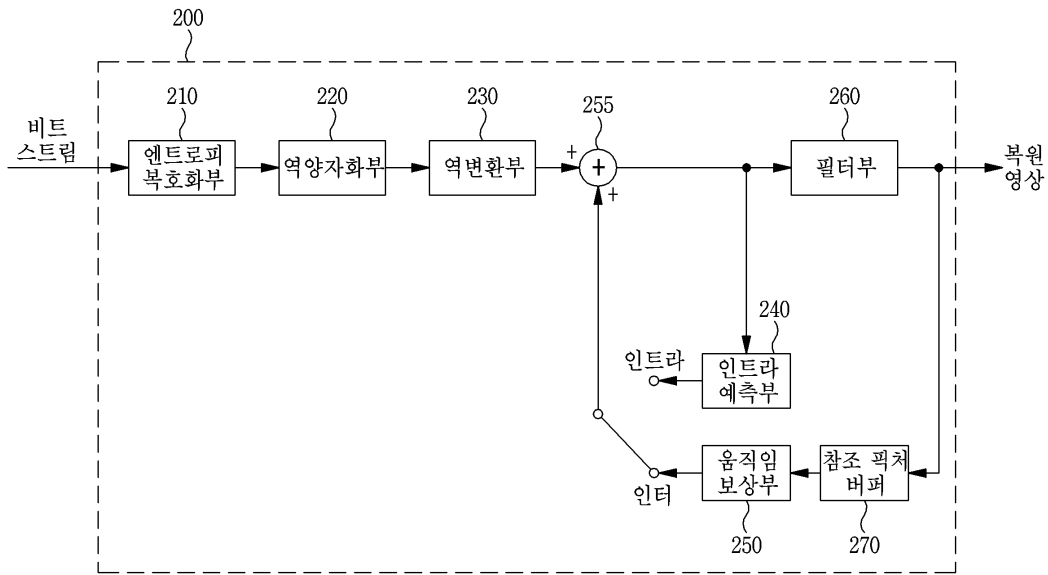 200
210
220
230
255
260
비트
스트림
엔트로피
복호화부
역양자화부
역변환부
+
+
+
필터부
복원
영상
240
인트라
인트라
예측부
움직임
보상부
참조 픽처
버퍼
인터
250
270